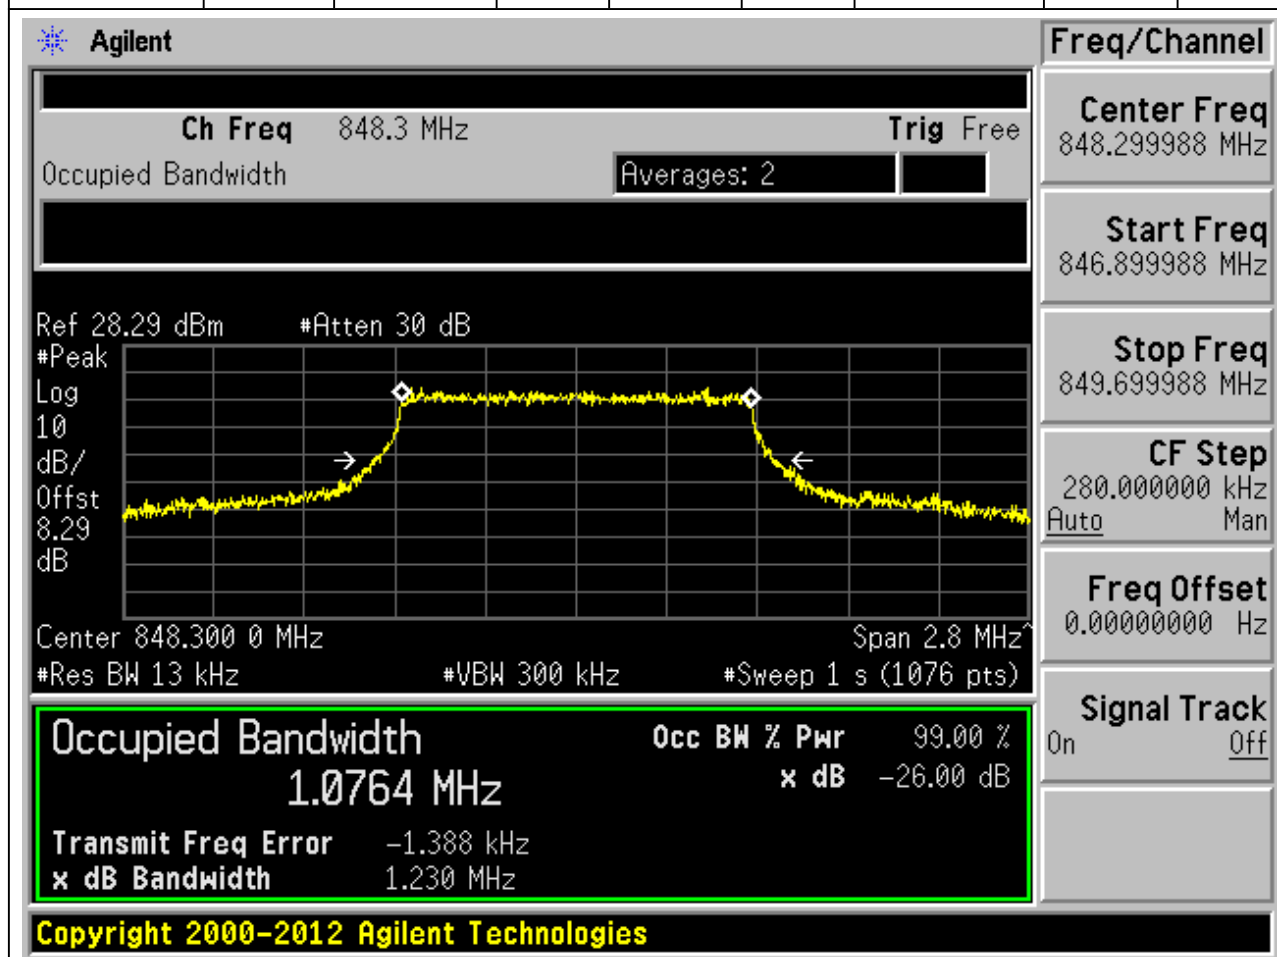 Agilent
Freq/Channel
Ch Freq 848.3 MHz Trig Free
Occupied Bandwidth Averages: 2
Center Freq
848.299988 MHz
Start Freq
846.899988 MHz
Stop Freq
849.699988 MHz
CF Step
280.000000 kHz
Auto Man
Freq Offset
0.00000000 Hz
Signal Track
On Off
Ref 28.29 dBm #Atten 30 dB
#Peak
Log
10
dB/
Offst
8.29
dB
Center 848.300 0 MHz Span 2.8 MHz^
#Res BW 13 kHz #VBW 300 kHz #Sweep 1 s (1076 pts)
Occupied Bandwidth Occ BW % Pwr 99.00 %
1.0764 MHz x dB -26.00 dB
Transmit Freq Error -1.388 kHz
x dB Bandwidth 1.230 MHz
Copyright 2000-2012 Agilent Technologies